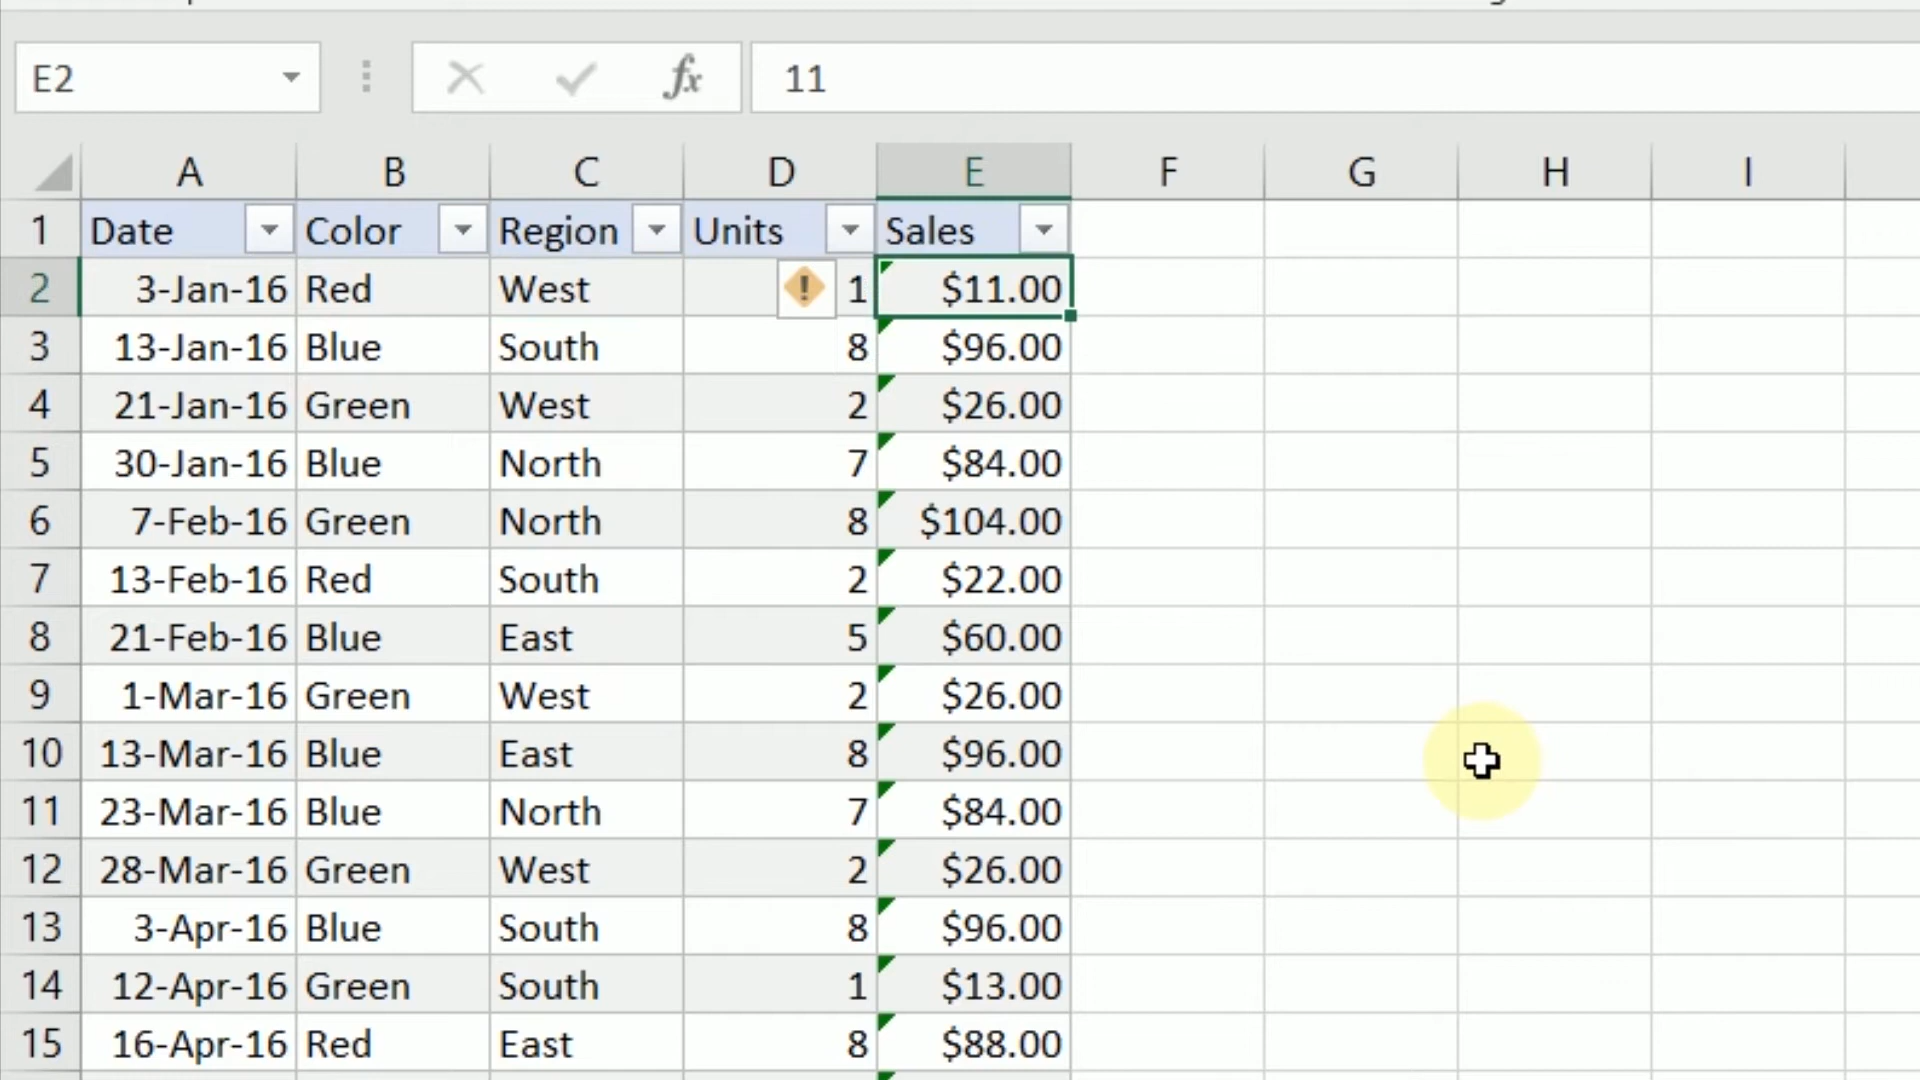 E2 fx 11
A B C D E F G H I
1 Date Color Region Units Sales
2 3-Jan-16 Red West ! 1 $11.00
3 13-Jan-16 Blue South 8 $96.00
4 21-Jan-16 Green West 2 $26.00
5 30-Jan-16 Blue North 7 $84.00
6 7-Feb-16 Green North 8 $104.00
7 13-Feb-16 Red South 2 $22.00
8 21-Feb-16 Blue East 5 $60.00
9 1-Mar-16 Green West 2 $26.00
10 13-Mar-16 Blue East 8 $96.00
11 23-Mar-16 Blue North 7 $84.00
12 28-Mar-16 Green West 2 $26.00
13 3-Apr-16 Blue South 8 $96.00
14 12-Apr-16 Green South 1 $13.00
15 16-Apr-16 Red East 8 $88.00